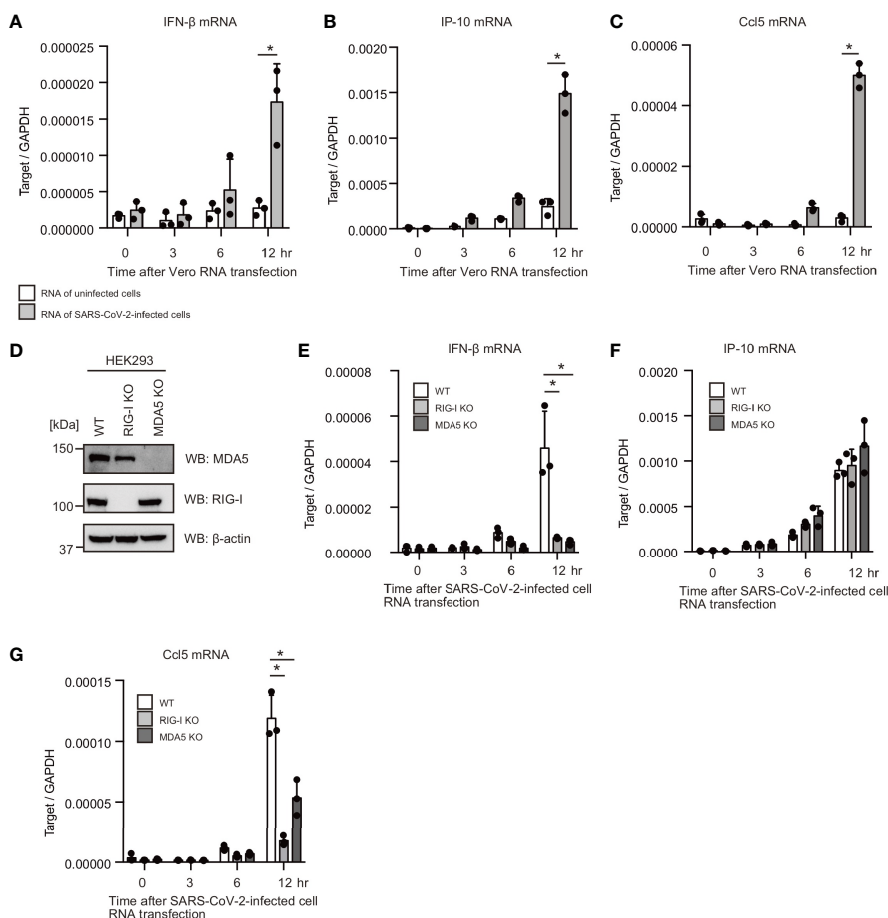 A
IFN-β mRNA
0.000025
0.000020
0.000015
0.000010
0.000005
0.000000
Target / GAPDH
*
0 3 6 12 hr
Time after Vero RNA transfection
B
IP-10 mRNA
0.0020
0.0015
0.0010
0.0005
0.0000
Target / GAPDH
*
0 3 6 12 hr
Time after Vero RNA transfection
C
Ccl5 mRNA
0.00006
0.00004
0.00002
0.00000
Target / GAPDH
*
0 3 6 12 hr
Time after Vero RNA transfection
RNA of uninfected cells
RNA of SARS-CoV-2-infected cells
D
HEK293
WT
RIG-I KO
MDA5 KO
[kDa]
150
WB: MDA5
100
WB: RIG-I
37
WB: β-actin
E
IFN-β mRNA
0.00008
0.00006
0.00004
0.00002
0.00000
Target / GAPDH
WT
RIG-I KO
MDA5 KO
*
*
0 3 6 12 hr
Time after SARS-CoV-2-infected cell
RNA transfection
F
IP-10 mRNA
0.0020
0.0015
0.0010
0.0005
0.0000
Target / GAPDH
WT
RIG-I KO
MDA5 KO
0 3 6 12 hr
Time after SARS-CoV-2-infected cell
RNA transfection
G
Ccl5 mRNA
0.00015
0.00010
0.00005
0.00000
Target / GAPDH
WT
RIG-I KO
MDA5 KO
*
*
0 3 6 12 hr
Time after SARS-CoV-2-infected cell
RNA transfection